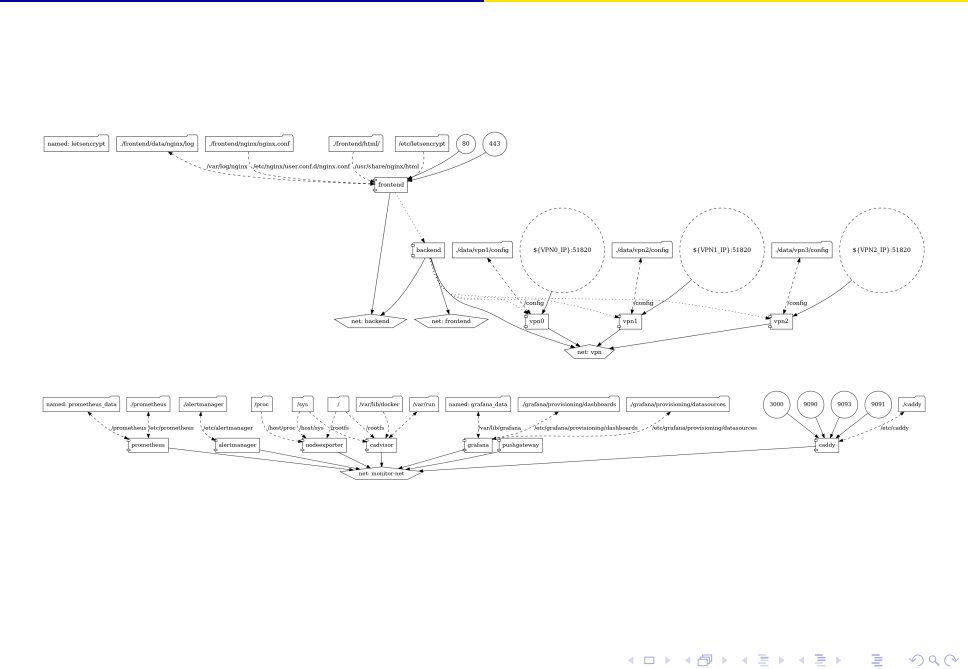 named: letsencrypt
./frontend/data/nginx/log
./frontend/nginx/nginx.conf
./frontend/html/
/etc/letsencrypt
80
443
/var/log/nginx
/etc/nginx/user.conf.d/nginx.conf
/usr/share/nginx/html
frontend
backend
./data/vpn1/config
${VPN0_IP}:51820
./data/vpn2/config
${VPN1_IP}:51820
./data/vpn3/config
${VPN2_IP}:51820
/config
/config
/config
net: backend
net: frontend
vpn0
vpn1
vpn2
net: vpn
named: prometheus_data
./prometheus
./alertmanager
/proc
/sys
/
/var/lib/docker
/var/run
named: grafana_data
./grafana/provisioning/dashboards
./grafana/provisioning/datasources
3000
9090
9093
9091
./caddy
/prometheus
/etc/prometheus
/etc/alertmanager
/host/proc
/host/sys
/rootfs
/rootfs
/var/lib/grafana
/etc/grafana/provisioning/dashboards
/etc/grafana/provisioning/datasources
/etc/caddy
prometheus
alertmanager
nodeexporter
cadvisor
grafana
pushgateway
caddy
net: monitor-net